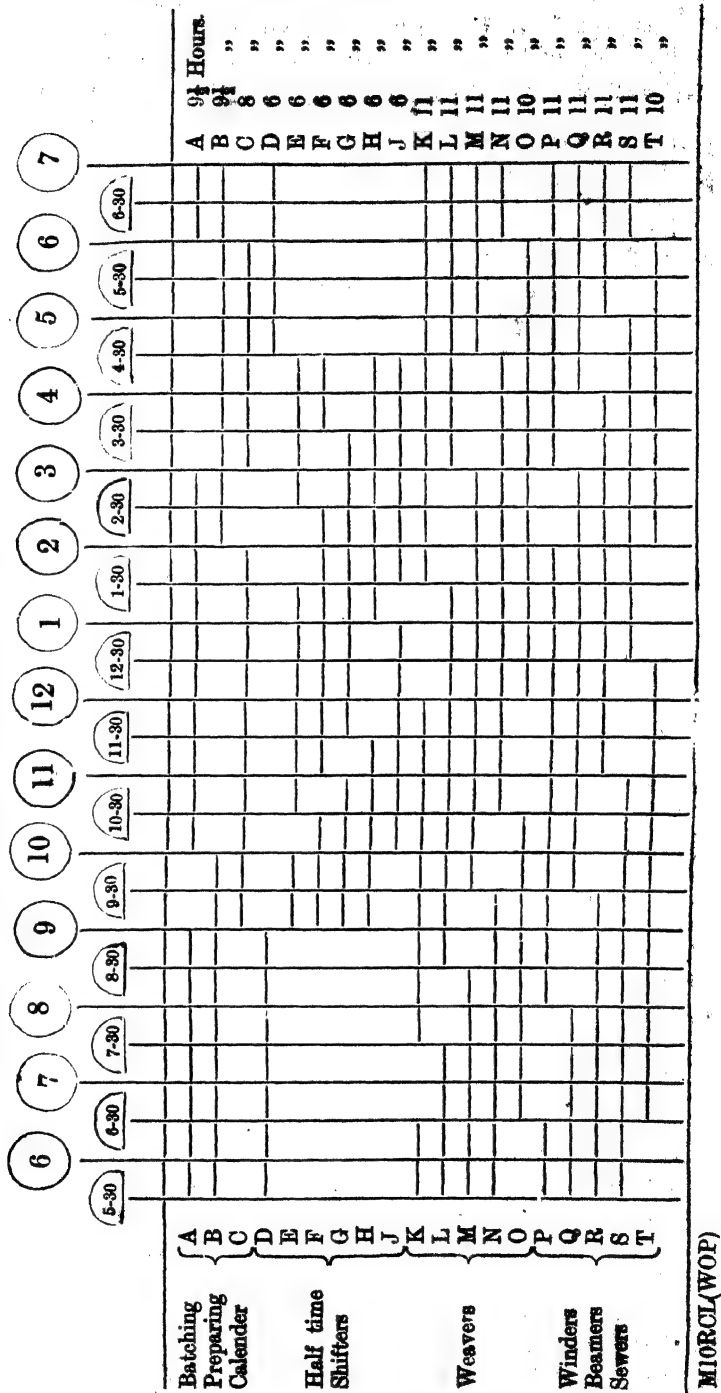 6 7 8 9 10 11 12 1 2 3 4 5 6 7
5-30 6-30 7-30 8-30 9-30 10-30 11-30 12-30 1-30 2-30 3-30 4-30 5-30 6-30
Batching A A 9½ Hours.
Preparing B B 9½ ”
Calender C C 8 ”
D D 6 ”
E E 6 ”
Half time F F 6 ”
Shifters G G 6 ”
H H 6 ”
J J 6 ”
K K 11 ”
L L 11 ”
Weavers M M 11 ”
N N 11 ”
O O 10 ”
P P 11 ”
Winders Q Q 11 ”
Beamers R R 11 ”
Sewers S S 11 ”
T T 10 ”
M10RCL(WOP)